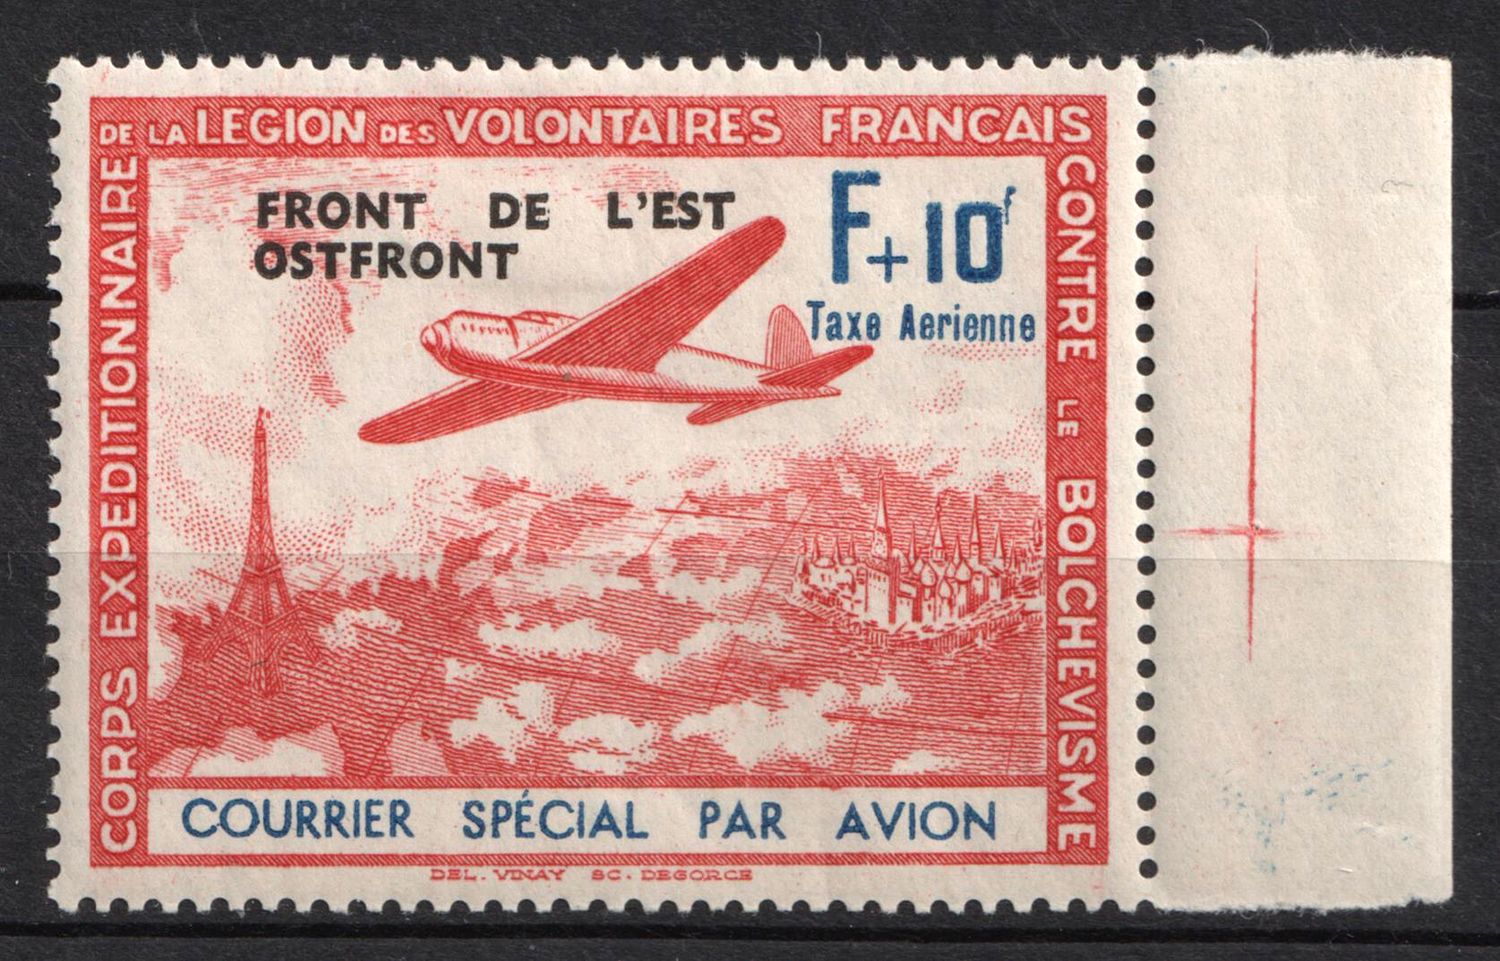 CORPS EXPEDITIONNAIRE
DE LA LEGION DES VOLONTAIRES FRANCAIS
CONTRE LE BOLCHEVISME
FRONT DE L'EST
OSTFRONT
F+10f
Taxe Aerienne
COURRIER SPÉCIAL PAR AVION
DEL. VINAY SC. DEGORCE